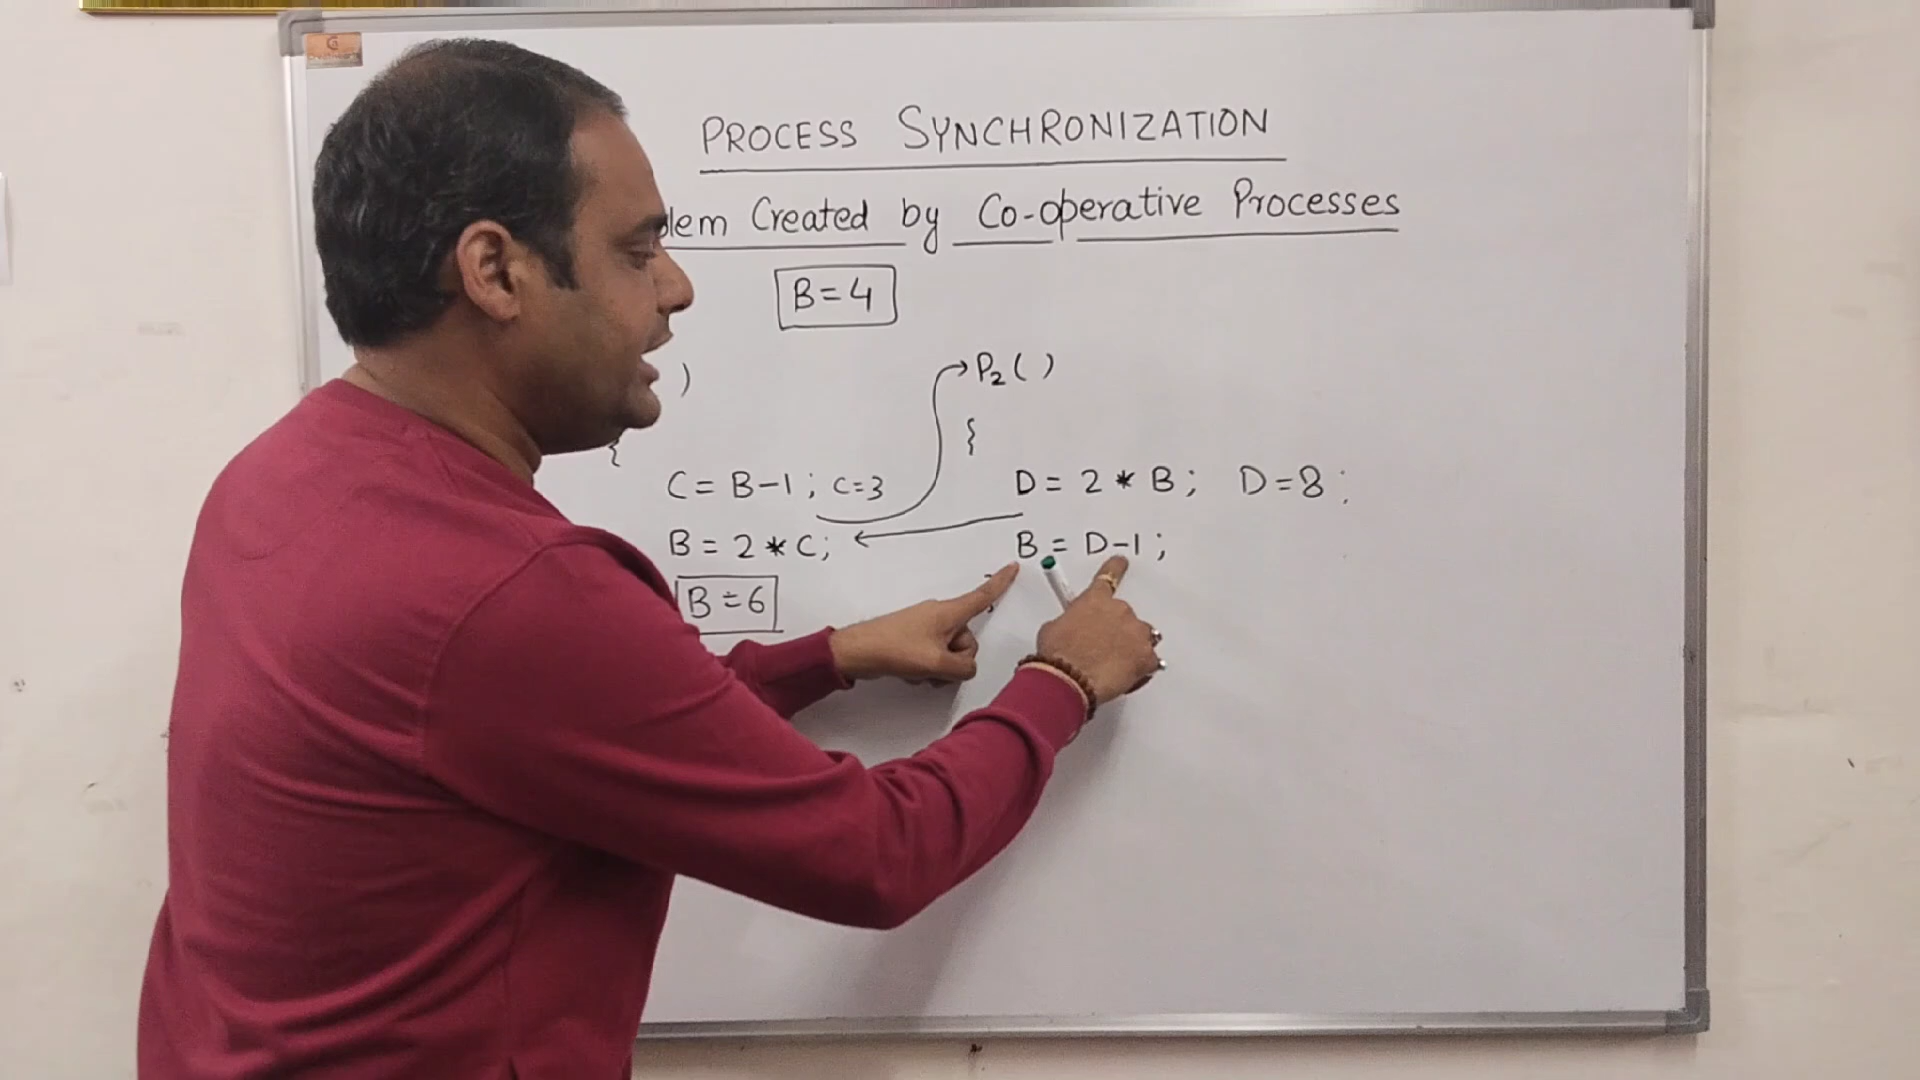 PROCESS SYNCHRONIZATION
Created by Co-operative Processes
B=4
) P2 ( )
{ {
C = B-1 ; C=3 D = 2 * B ; D=8 ;
B = 2 * C ; B = D-1 ;
B=6 }